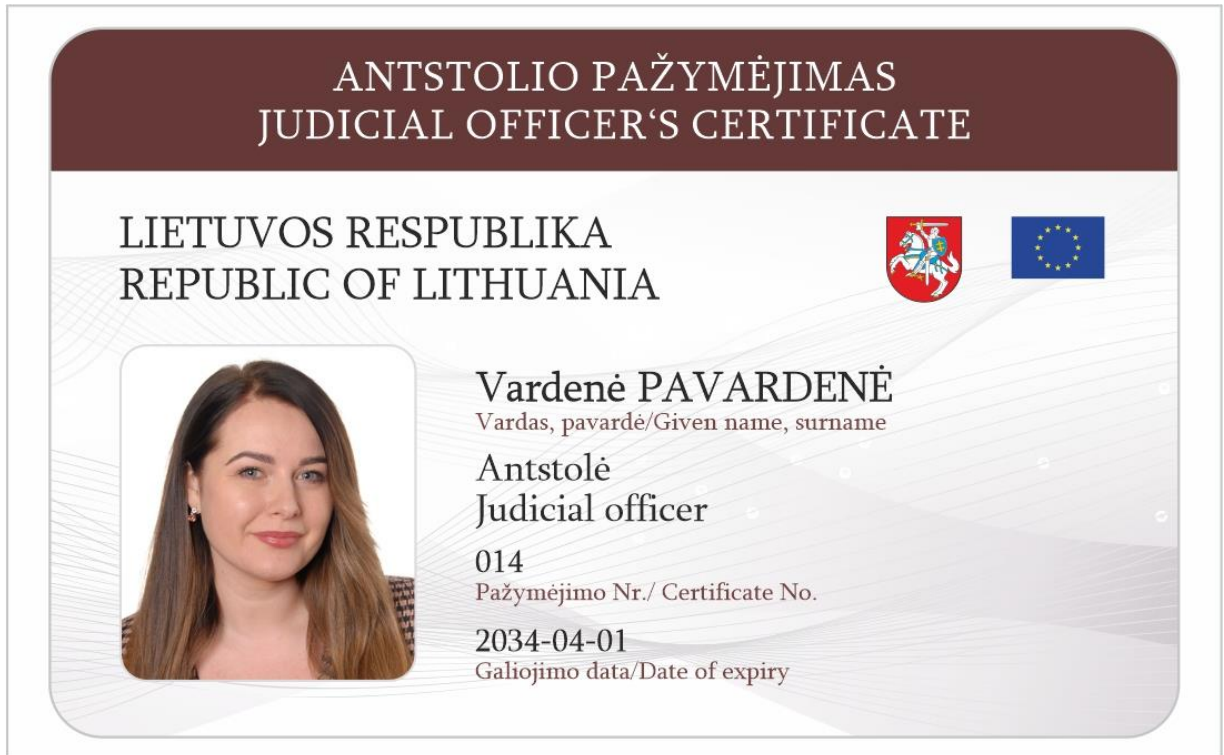 ANTSTOLIO PAŽYMĖJIMAS
JUDICIAL OFFICER‘S CERTIFICATE
LIETUVOS RESPUBLIKA
REPUBLIC OF LITHUANIA
Vardenė PAVARDENĖ
Vardas, pavardė/Given name, surname
Antstolė
Judicial officer
014
Pažymėjimo Nr./ Certificate No.
2034-04-01
Galiojimo data/Date of expiry